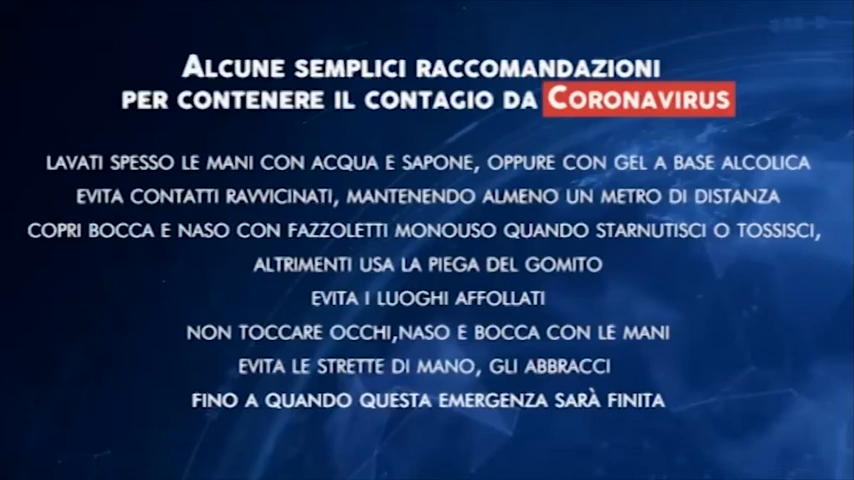 ALCUNE SEMPLICI RACCOMANDAZIONI
PER CONTENERE IL CONTAGIO DA CORONAVIRUS
LAVATI SPESSO LE MANI CON ACQUA E SAPONE, OPPURE CON GEL A BASE ALCOLICA
EVITA CONTATTI RAVVICINATI, MANTENENDO ALMENO UN METRO DI DISTANZA
COPRI BOCCA E NASO CON FAZZOLETTI MONOUSO QUANDO STARNUTISCI O TOSSISCI,
ALTRIMENTI USA LA PIEGA DEL GOMITO
EVITA I LUOGHI AFFOLLATI
NON TOCCARE OCCHI,NASO E BOCCA CON LE MANI
EVITA LE STRETTE DI MANO, GLI ABBRACCI
FINO A QUANDO QUESTA EMERGENZA SARÀ FINITA